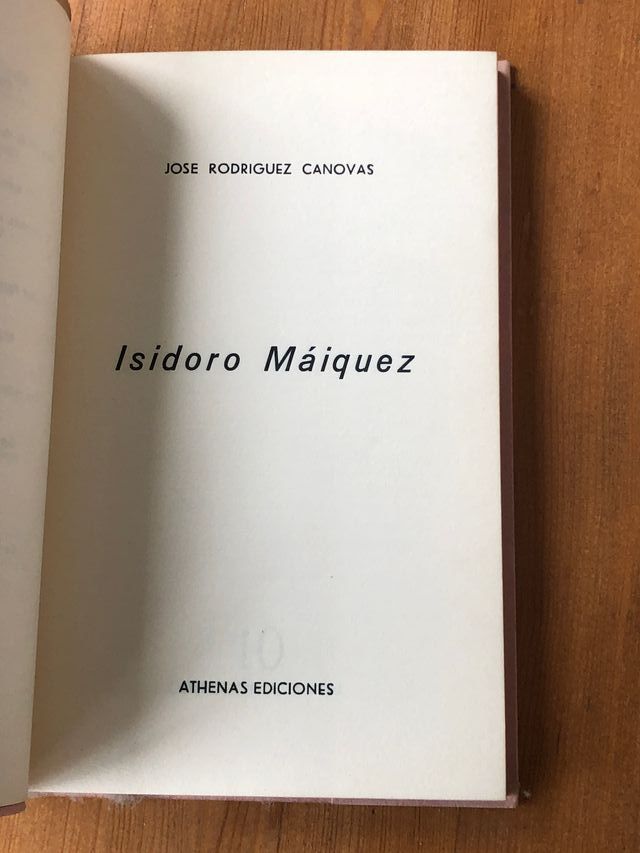 JOSE RODRIGUEZ CANOVAS
Isidoro Máiquez
ATHENAS EDICIONES